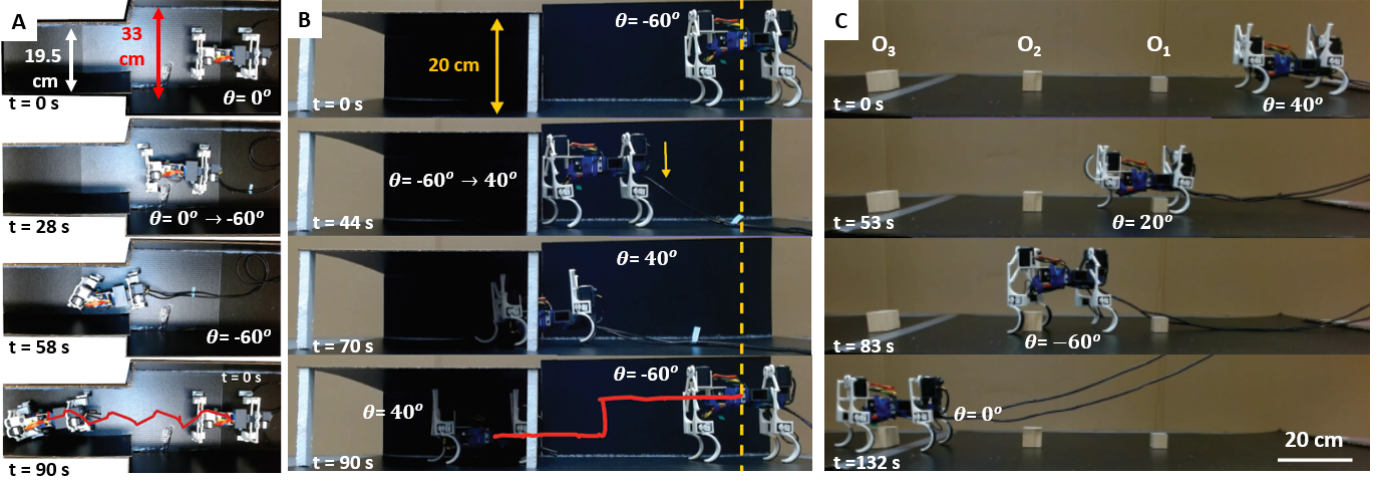 A
33
cm
19.5
cm
t = 0 s
θ= 0°
t = 28 s
θ= 0° → -60°
t = 58 s
θ= -60°
t = 0 s
t = 90 s
B
θ= -60°
20 cm
t = 0 s
θ= -60° → 40°
t = 44 s
θ= 40°
t = 70 s
θ= -60°
θ= 40°
t = 90 s
C
O₃
O₂
O₁
t = 0 s
θ= 40°
t = 53 s
θ= 20°
t = 83 s
θ= −60°
θ= 0°
20 cm
t =132 s